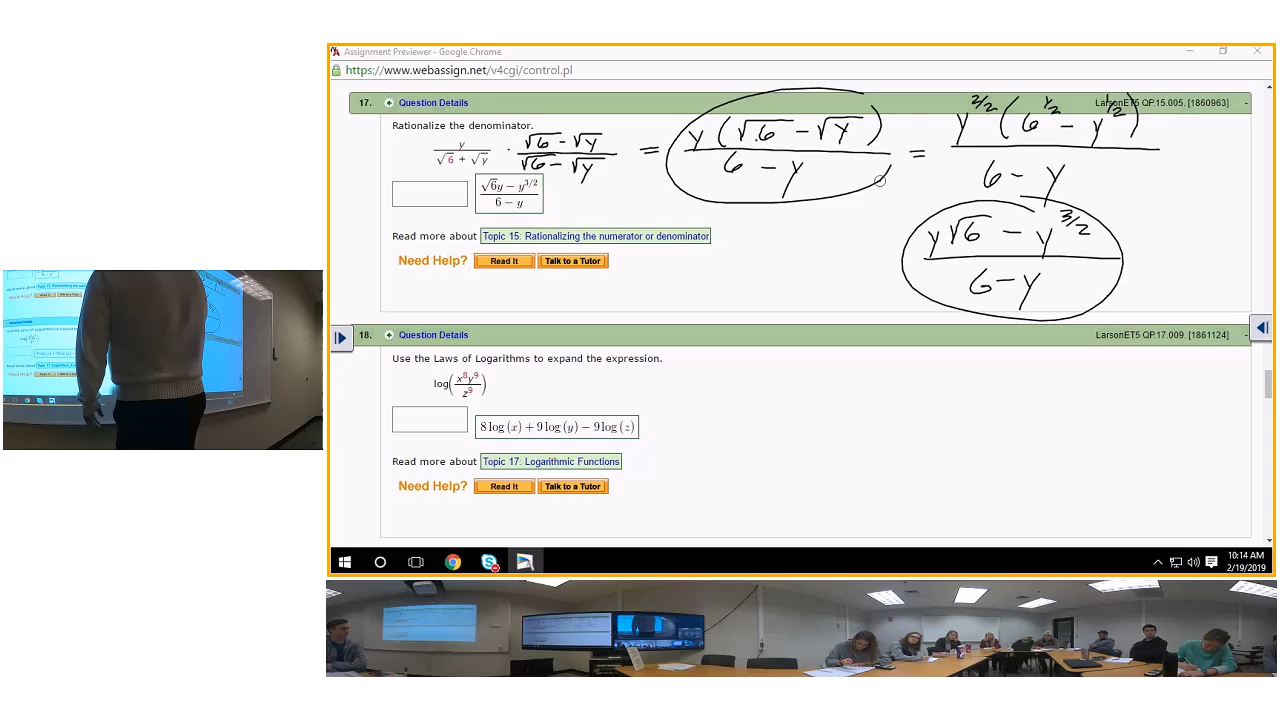 Assignment Previewer - Google Chrome
https://www.webassign.net/v4cgi/control.pl
17. Question Details LarsonET5 QP.15.005. [1860963] -
Rationalize the denominator.
y/(√6 + √y) · (√6 − √y)/(√6 − √y) = y(√6 − √y)/(6 − y) = y^(2/2)(6^(1/2) − y^(1/2))/(6 − y)
(√6y − y^(3/2))/(6 − y)
(y√6 − y^(3/2))/(6 − y)
Read more about Topic 15: Rationalizing the numerator or denominator
Need Help? Read It Talk to a Tutor
18. Question Details LarsonET5 QP.17.009. [1861124] -
Use the Laws of Logarithms to expand the expression.
log(x^8y^9/z^9)
8 log (x) + 9 log (y) − 9 log (z)
Read more about Topic 17: Logarithmic Functions
Need Help? Read It Talk to a Tutor
10:14 AM
2/19/2019